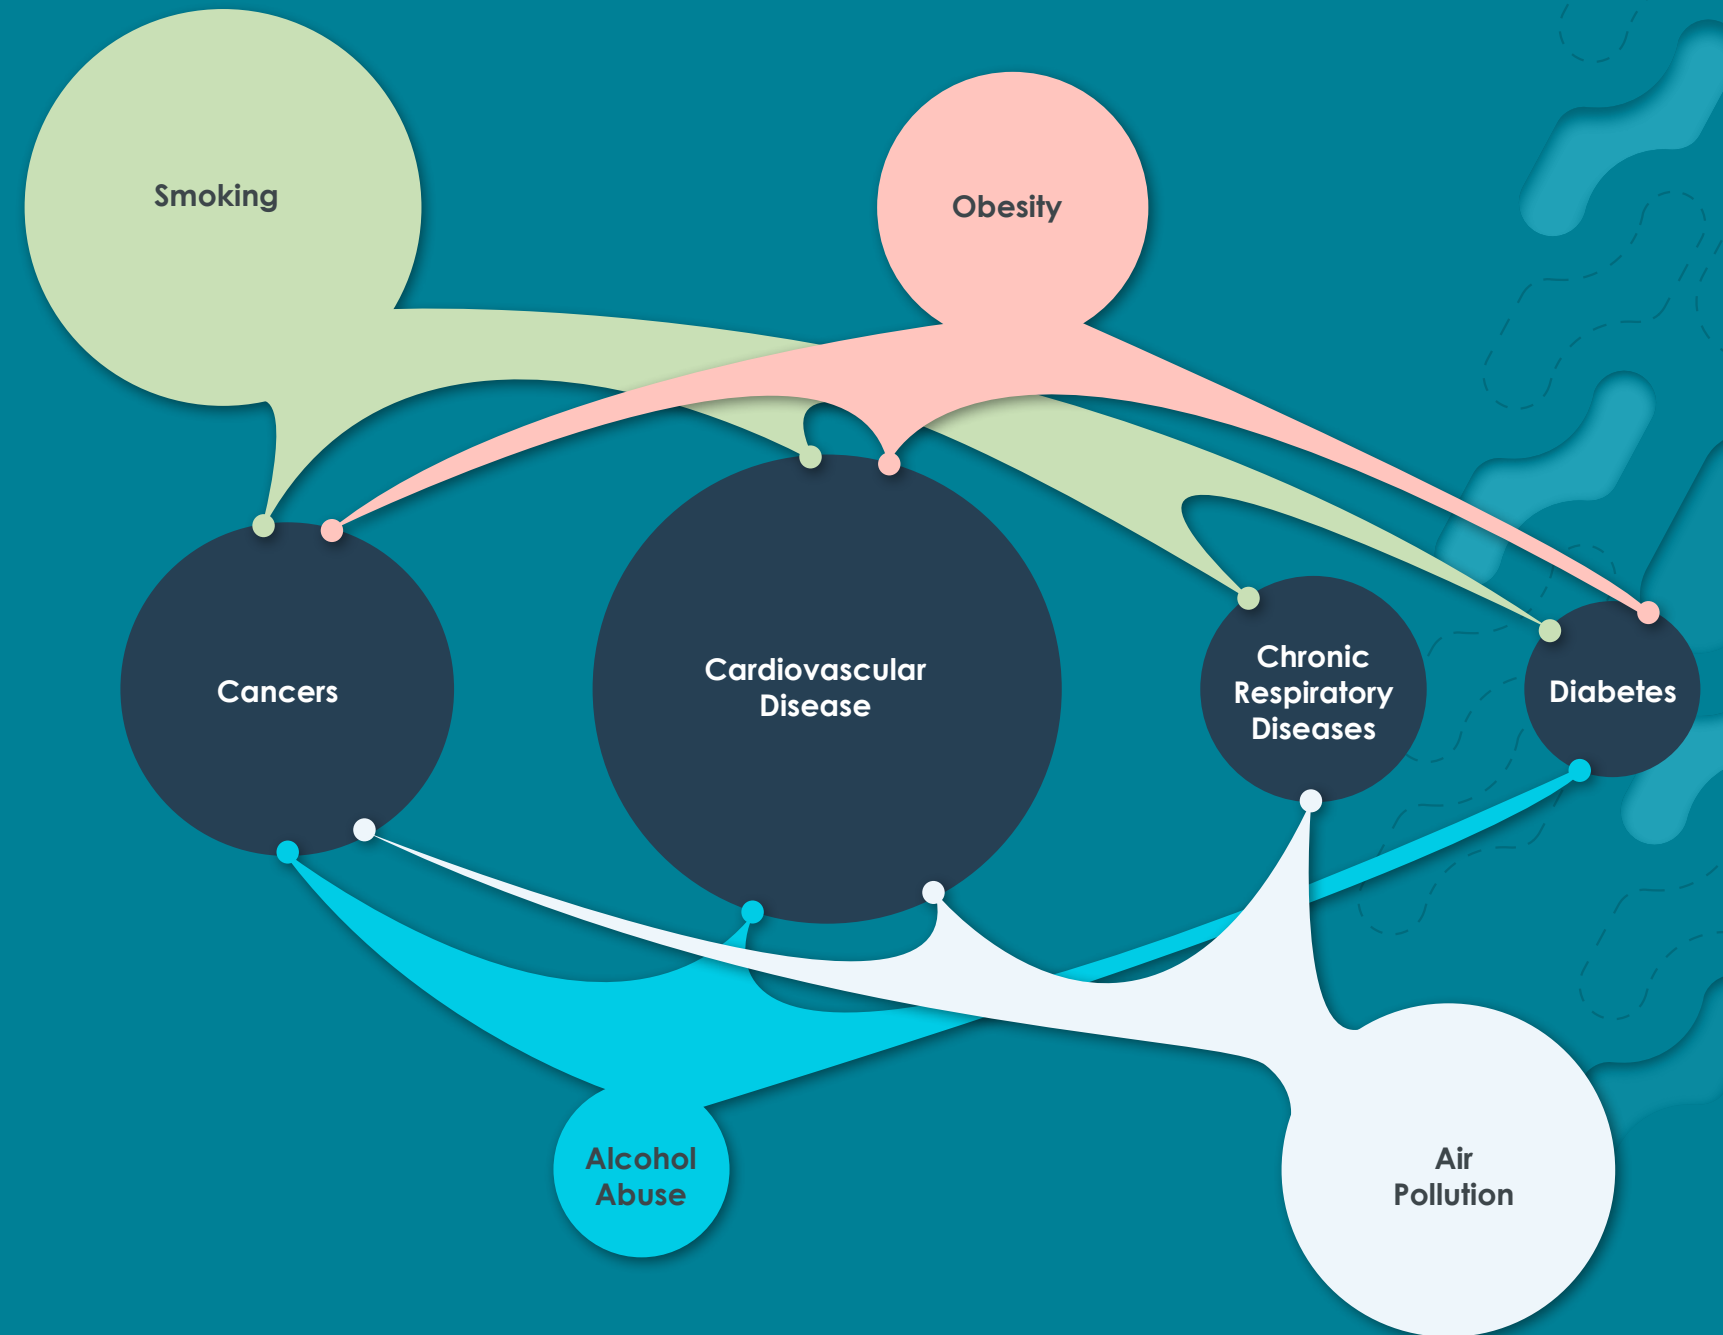 Smoking
Obesity
Cancers
Cardiovascular
Disease
Chronic
Respiratory
Diseases
Diabetes
Alcohol
Abuse
Air
Pollution